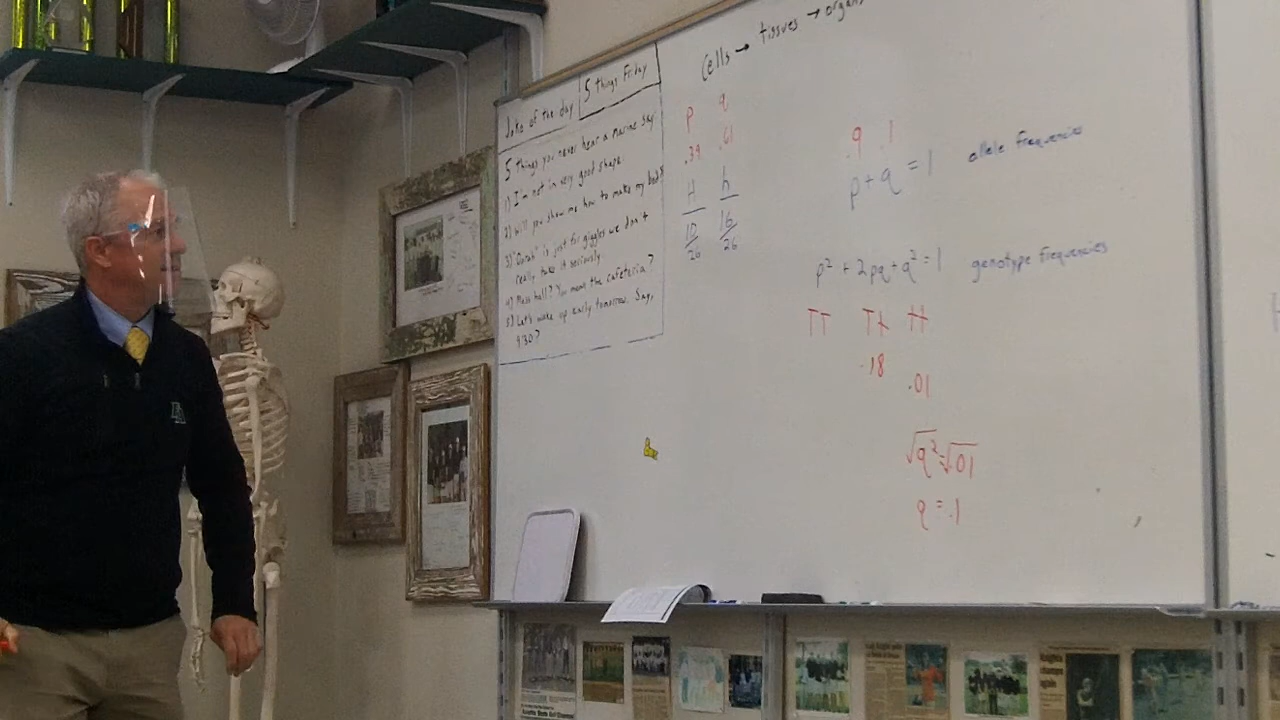 Cells → tissues → organs
Joke of the day
5 things Friday
5 things you never hear a marine say:
1) I'm not in very good shape.
2) Will you show me how to make my bed?
3) "Oorah" is just for giggles we don't
really take it seriously.
4) Mess hall? You mean the cafeteria?
5) Let's wake up early tomorrow. Say,
930?
p q
.39 .61
H h
10/26 16/26
.9 .1
p + q = 1 allele frequencies
p² + 2pq + q² = 1 genotype frequencies
TT Tt tt
.18
.01
√q² = √.01
q = .1